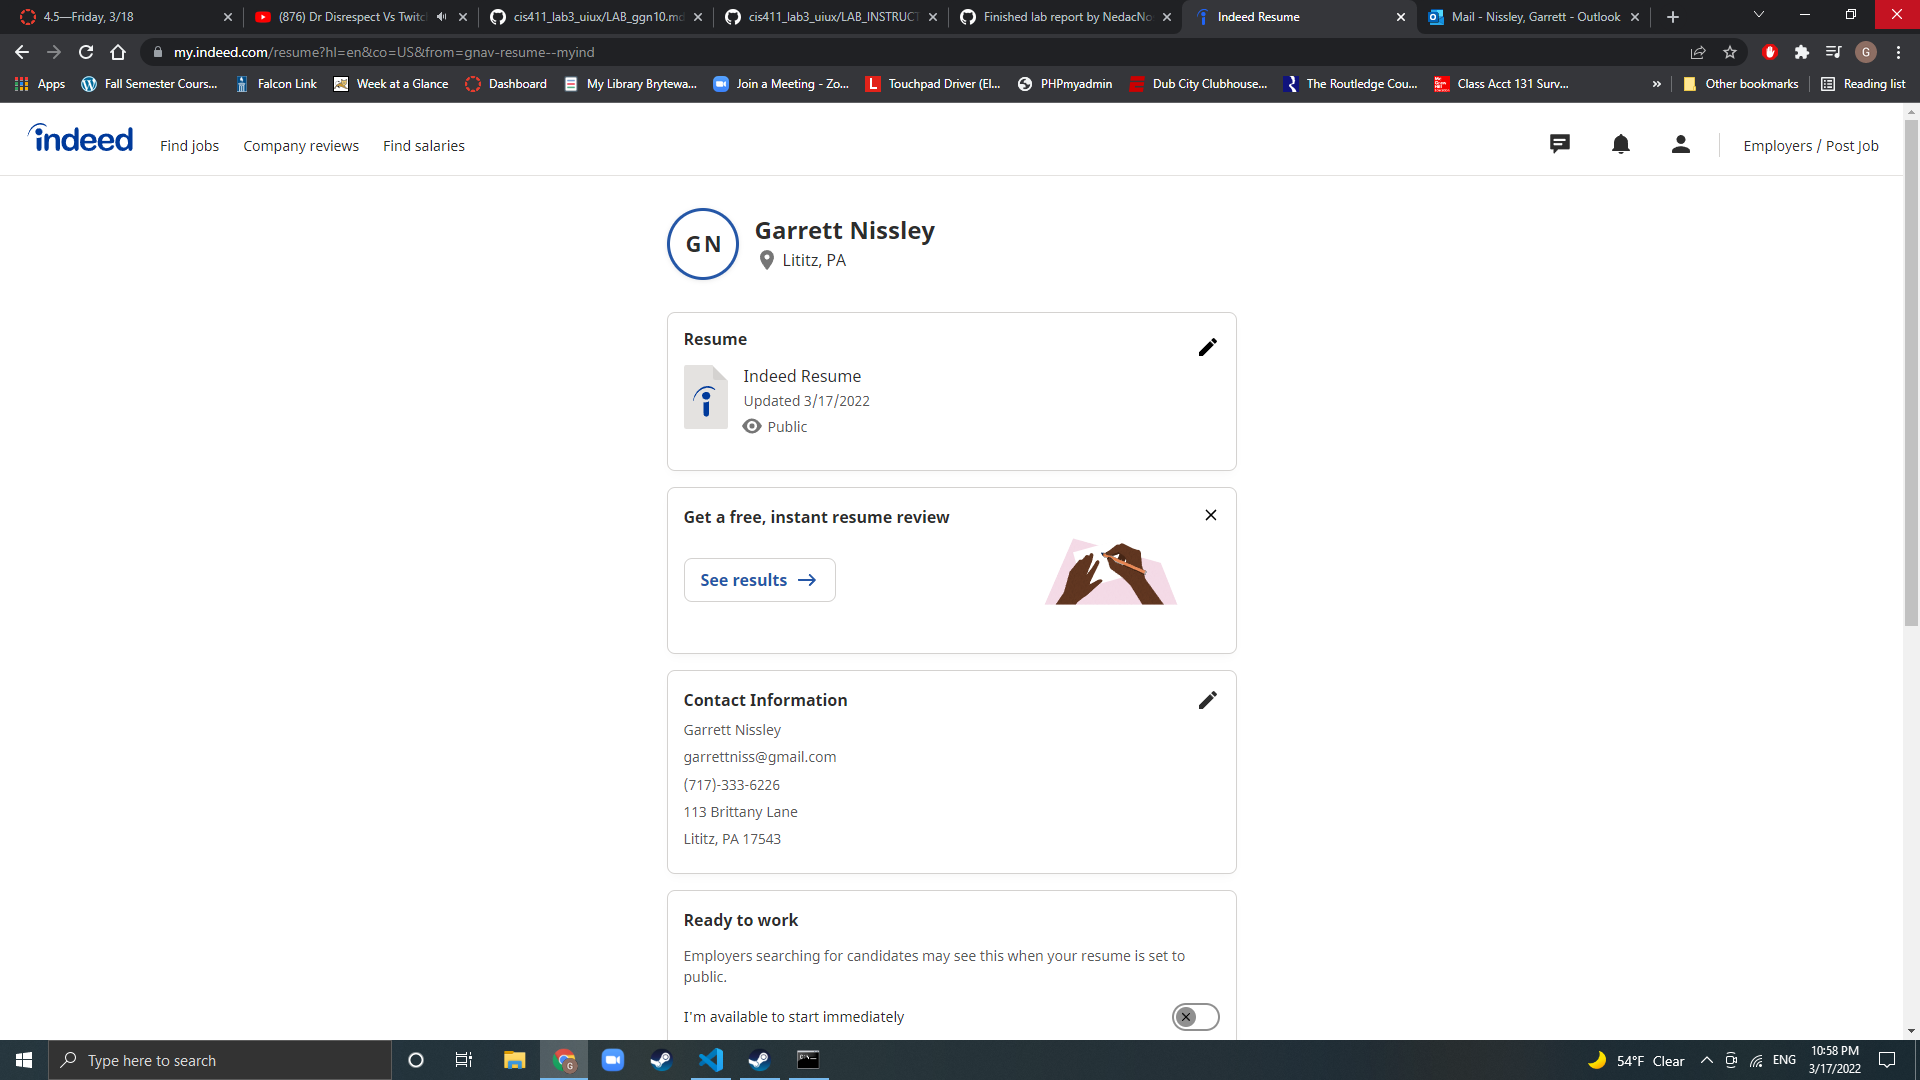 4.5—Friday, 3/18
(876) Dr Disrespect Vs Twitch
cis411_lab3_uiux/LAB_ggn10.md
cis411_lab3_uiux/LAB_INSTRUCT
Finished lab report by NedacNo
Indeed Resume
Mail - Nissley, Garrett - Outlook
my.indeed.com/resume?hl=en&co=US&from=gnav-resume--myind
G
Apps
Fall Semester Cours...
Falcon Link
Week at a Glance
Dashboard
My Library Brytewa...
Join a Meeting - Zo...
Touchpad Driver (El...
PHPmyadmin
Dub City Clubhouse...
The Routledge Cou...
Class Acct 131 Surv...
»
Other bookmarks
Reading list
indeed
Find jobs
Company reviews
Find salaries
Employers / Post Job
GN
Garrett Nissley
Lititz, PA
Resume
Indeed Resume
Updated 3/17/2022
Public
Get a free, instant resume review
See results
Contact Information
Garrett Nissley
garrettniss@gmail.com
(717)-333-6226
113 Brittany Lane
Lititz, PA 17543
Ready to work
Employers searching for candidates may see this when your resume is set to
public.
I'm available to start immediately
Type here to search
54°F Clear
ENG
10:58 PM
3/17/2022